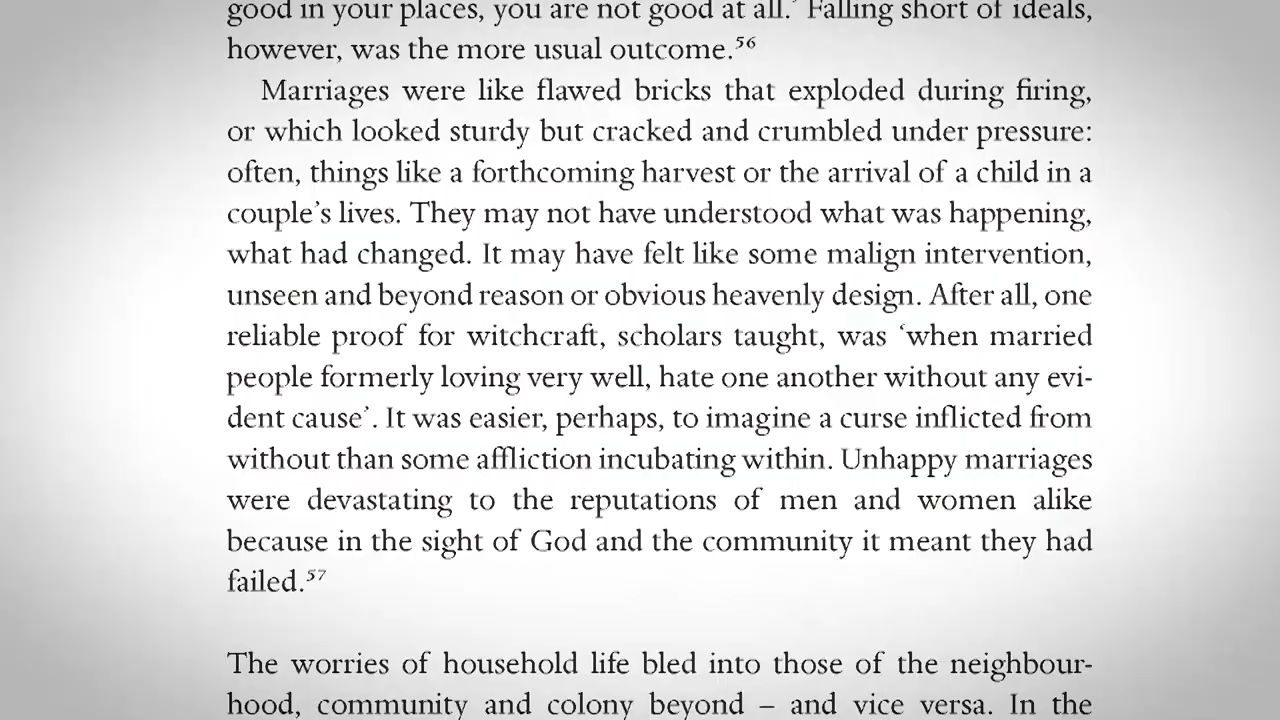 good in your places, you are not good at all.’ Falling short of ideals,
however, was the more usual outcome.⁵⁶
Marriages were like flawed bricks that exploded during firing,
or which looked sturdy but cracked and crumbled under pressure:
often, things like a forthcoming harvest or the arrival of a child in a
couple’s lives. They may not have understood what was happening,
what had changed. It may have felt like some malign intervention,
unseen and beyond reason or obvious heavenly design. After all, one
reliable proof for witchcraft, scholars taught, was ‘when married
people formerly loving very well, hate one another without any evi-
dent cause’. It was easier, perhaps, to imagine a curse inflicted from
without than some affliction incubating within. Unhappy marriages
were devastating to the reputations of men and women alike
because in the sight of God and the community it meant they had
failed.⁵⁷
The worries of household life bled into those of the neighbour-
hood, community and colony beyond – and vice versa. In the